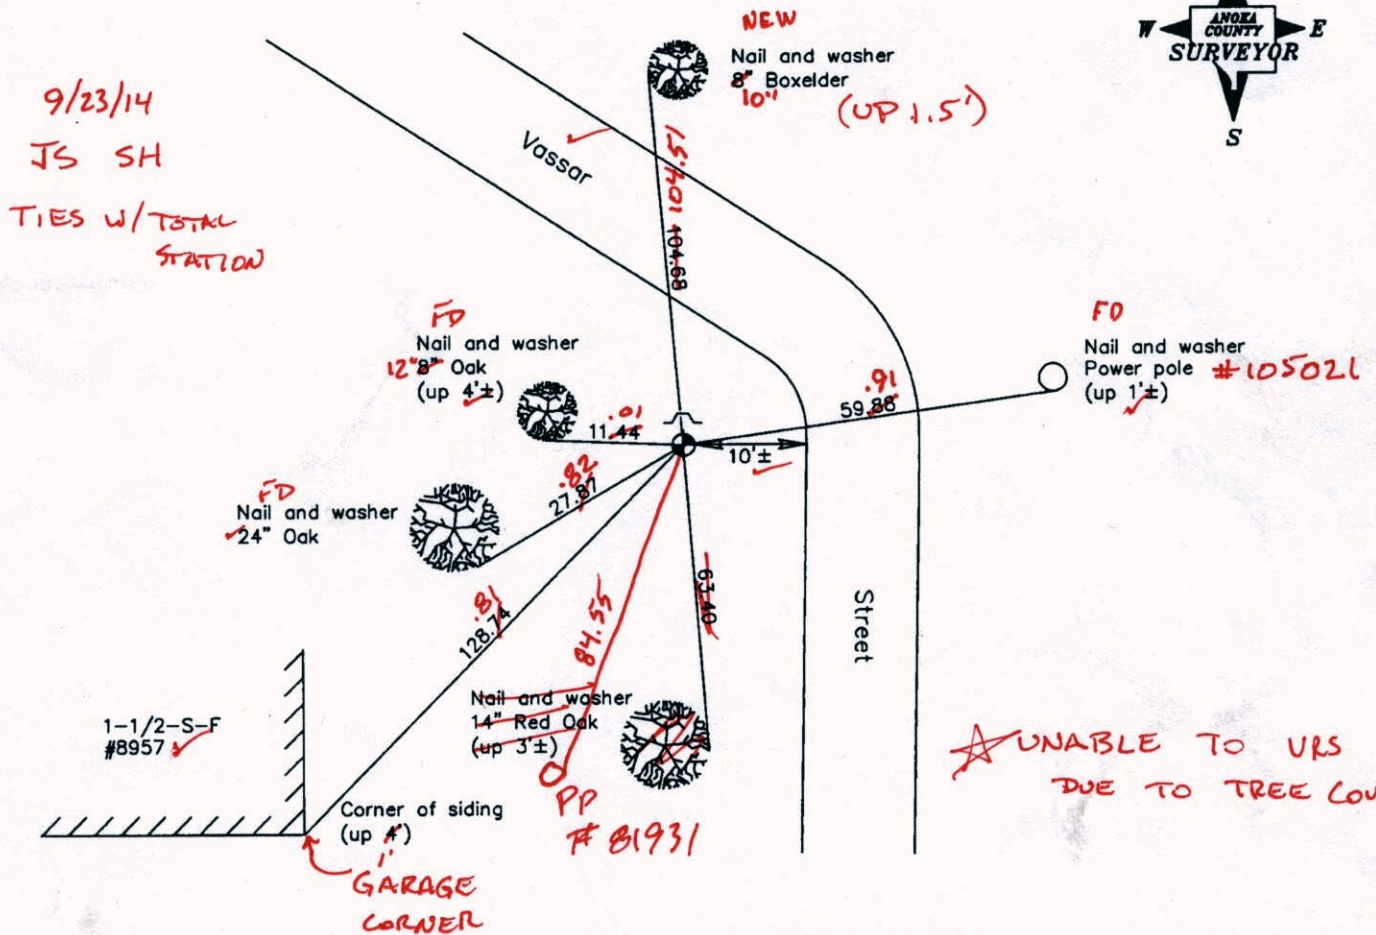 NEW
Nail and washer
8" Boxelder
10"
(UP 1.5')
W
ANOKA
COUNTY
SURVEYOR
E
S
9/23/14
JS SH
TIES W/ TOTAL
STATION
Vassar
104.51
104.68
FD
Nail and washer
12" 8" Oak
(up 4'±)
.01
11.44
FD
Nail and washer
Power pole #105021
(up 1'±)
.91
59.88
10'±
FD
Nail and washer
24" Oak
.82
27.87
.81
128.74
84.55
63.40
Street
Nail and washer
14" Red Oak
(up 3'±)
1-1/2-S-F
#8957
PP
# 81931
UNABLE TO VRS
DUE TO TREE COV
Corner of siding
(up 4')
1'
GARAGE
CORNER